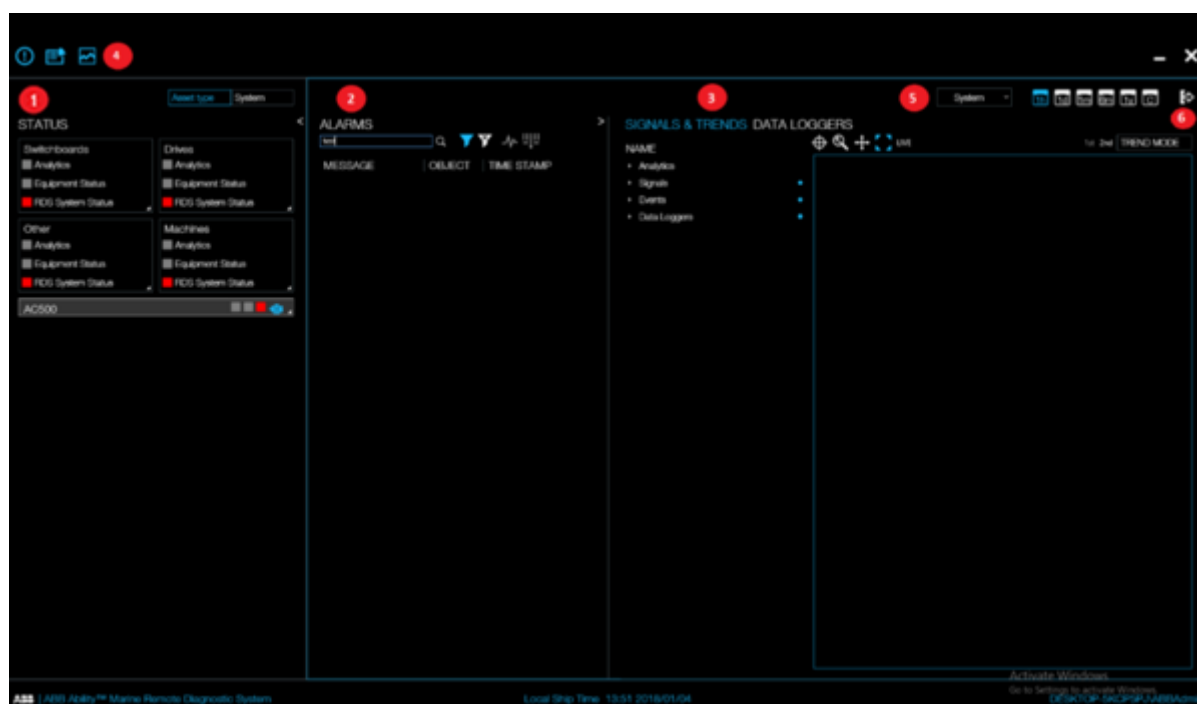 4
1
Asset type System
2
3
5
System
6
STATUS
ALARMS
SIGNALS & TRENDS DATA LOGGERS
LIVE
1st 2nd TREND MODE
NAME
MESSAGE OBJECT TIME STAMP
Switchboards
Analytics
Equipment Status
RDS System Status
Drives
Analytics
Equipment Status
RDS System Status
Other
Analytics
Equipment Status
RDS System Status
Machines
Analytics
Equipment Status
RDS System Status
AC500
Analytics
Signals
Events
Data Loggers
Activate Windows
Go to Settings to activate Windows.
ABB | ABB Ability™ Marine Remote Diagnostic System
Local Ship Time 13:51 2018/01/04